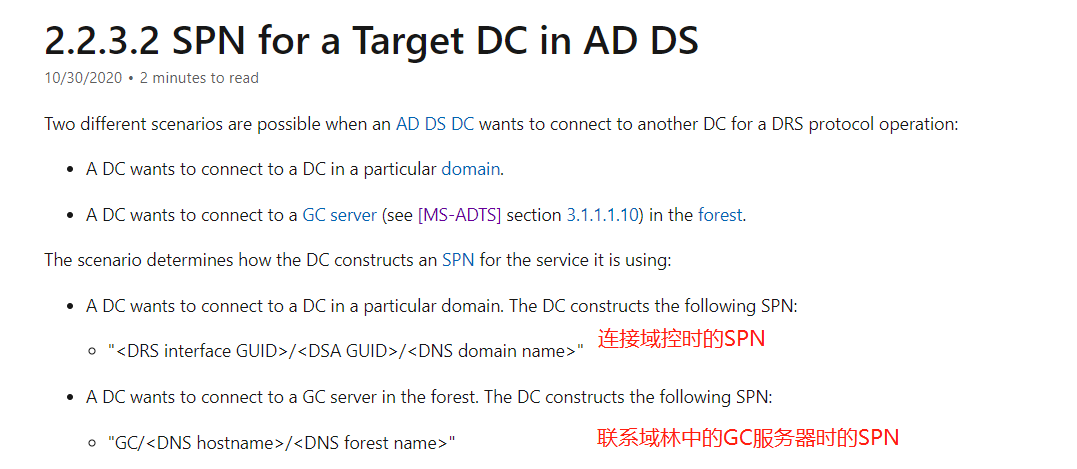 2.2.3.2 SPN for a Target DC in AD DS
10/30/2020 • 2 minutes to read
Two different scenarios are possible when an AD DS DC wants to connect to another DC for a DRS protocol operation:
• A DC wants to connect to a DC in a particular domain.
• A DC wants to connect to a GC server (see [MS-ADTS] section 3.1.1.1.10) in the forest.
The scenario determines how the DC constructs an SPN for the service it is using:
• A DC wants to connect to a DC in a particular domain. The DC constructs the following SPN:
○ "<DRS interface GUID>/<DSA GUID>/<DNS domain name>" 连接域控时的SPN
• A DC wants to connect to a GC server in the forest. The DC constructs the following SPN:
○ "GC/<DNS hostname>/<DNS forest name>" 联系域林中的GC服务器时的SPN